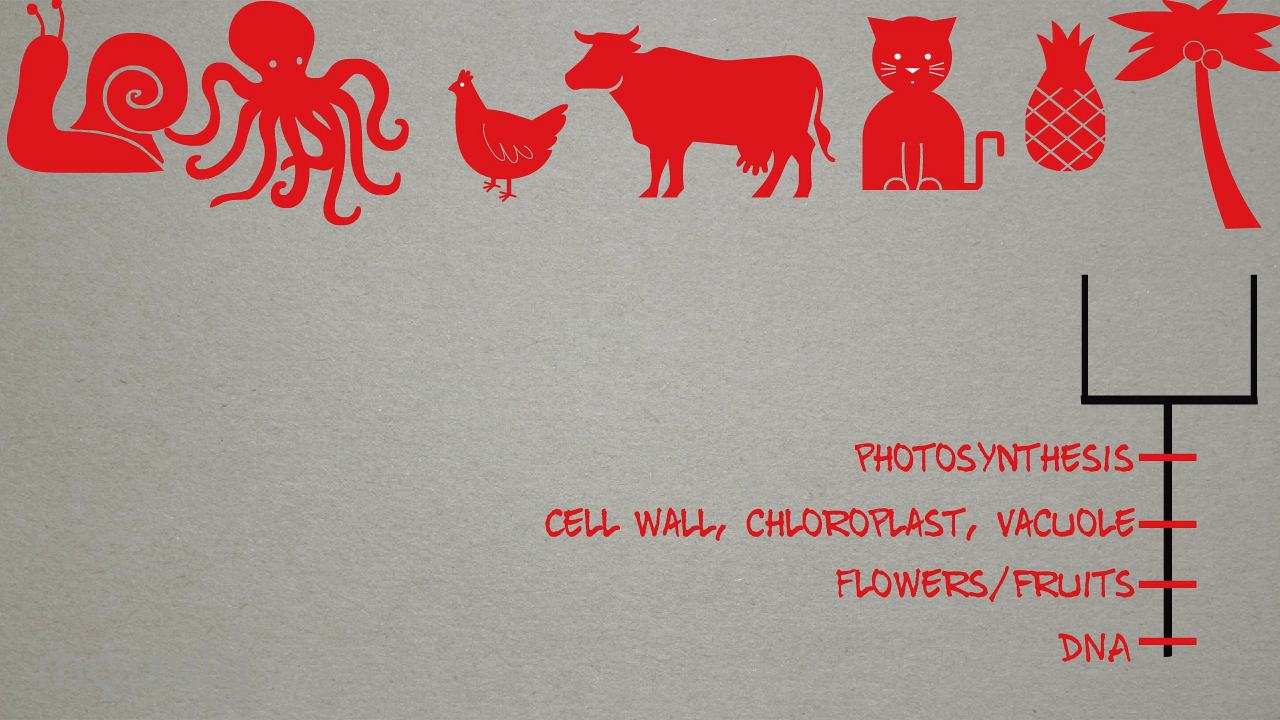 PHOTOSYNTHESIS
CELL WALL, CHLOROPLAST, VACUOLE
FLOWERS/FRUITS
DNA